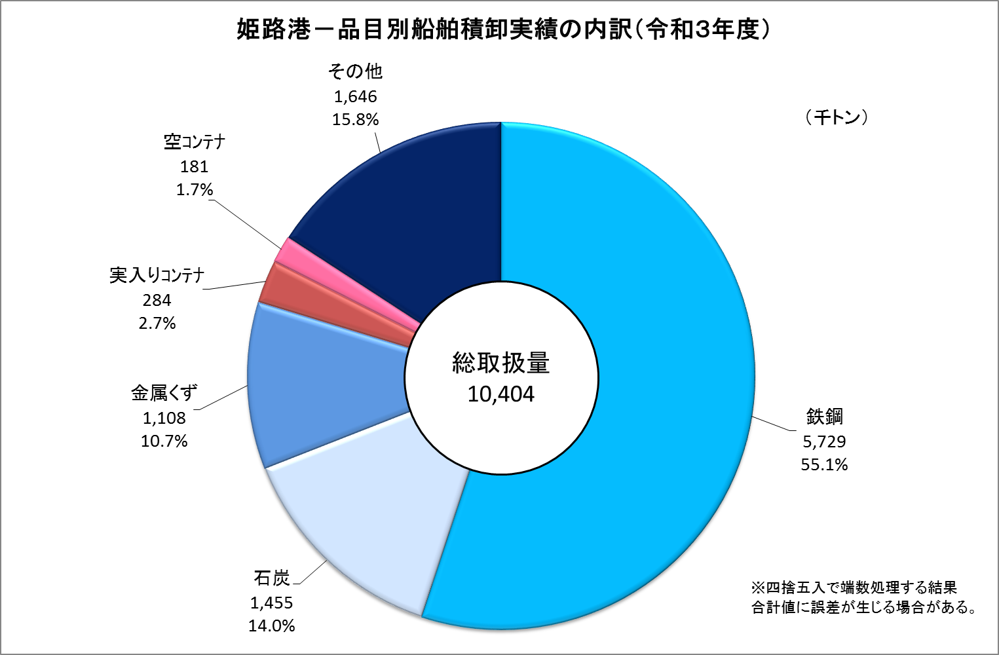 姫路港－品目別船舶積卸実績の内訳（令和３年度）
（千トン）
その他
1,646
15.8%
空ｺﾝﾃﾅ
181
1.7%
実入りｺﾝﾃﾅ
284
2.7%
金属くず
1,108
10.7%
石炭
1,455
14.0%
総取扱量
10,404
鉄鋼
5,729
55.1%
※四捨五入で端数処理する結果
合計値に誤差が生じる場合がある。